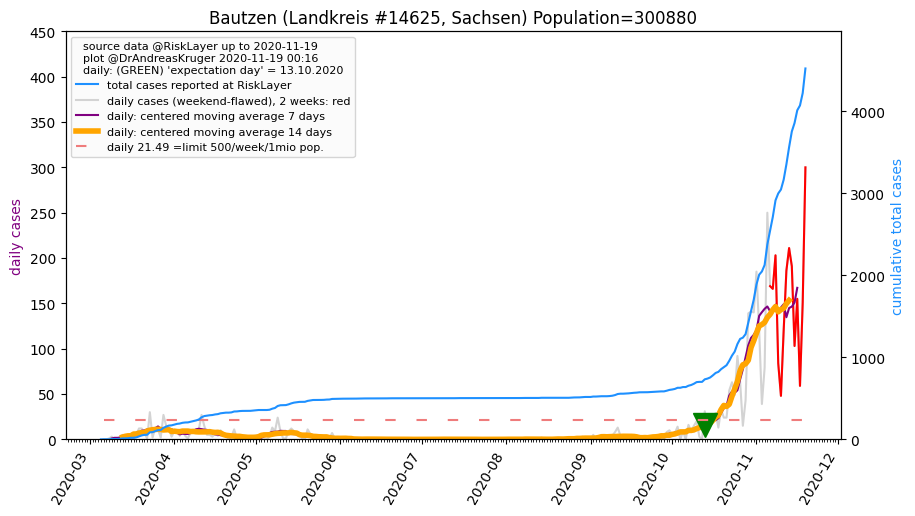 Bautzen (Landkreis #14625, Sachsen) Population=300880
source data @RiskLayer up to 2020-11-19
plot @DrAndreasKruger 2020-11-19 00:16
daily: (GREEN) 'expectation day' = 13.10.2020
total cases reported at RiskLayer
daily cases (weekend-flawed), 2 weeks: red
daily: centered moving average 7 days
daily: centered moving average 14 days
daily 21.49 =limit 500/week/1mio pop.
daily cases
450
400
350
300
250
200
150
100
50
0
cumulative total cases
4000
3000
2000
1000
0
2020-03
2020-04
2020-05
2020-06
2020-07
2020-08
2020-09
2020-10
2020-11
2020-12